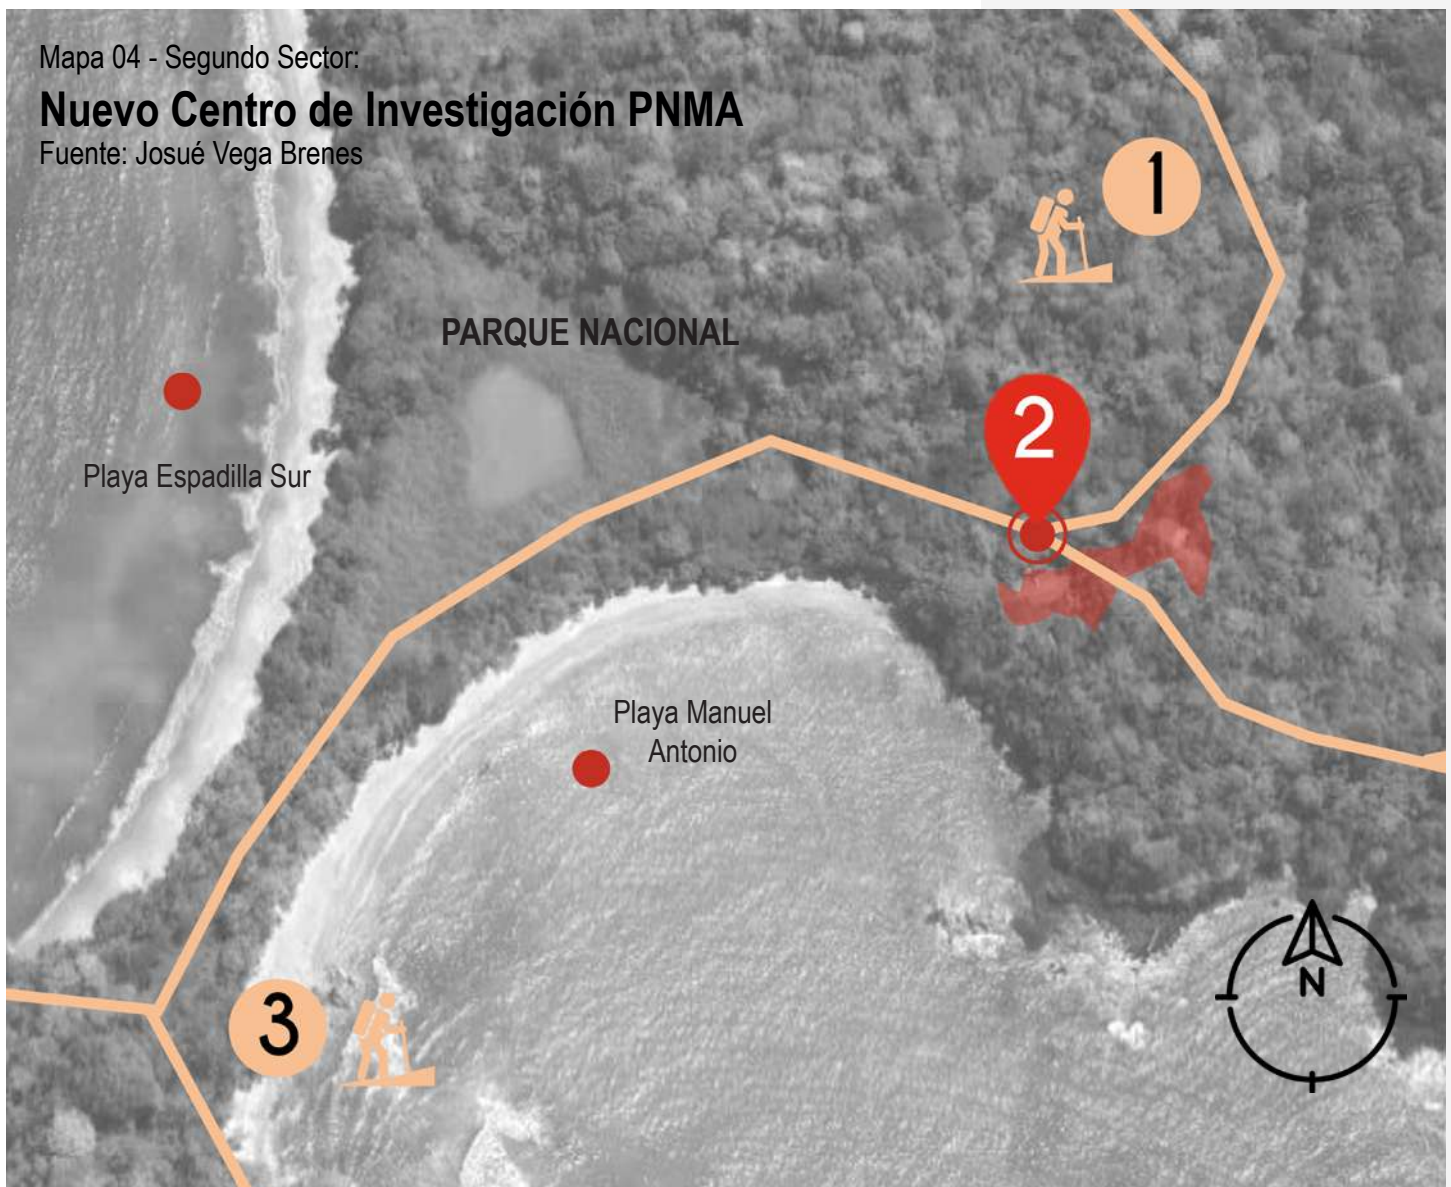 Mapa 04 - Segundo Sector:
Nuevo Centro de Investigación PNMA
Fuente: Josué Vega Brenes
1
PARQUE NACIONAL
2
Playa Espadilla Sur
Playa Manuel
Antonio
3
N